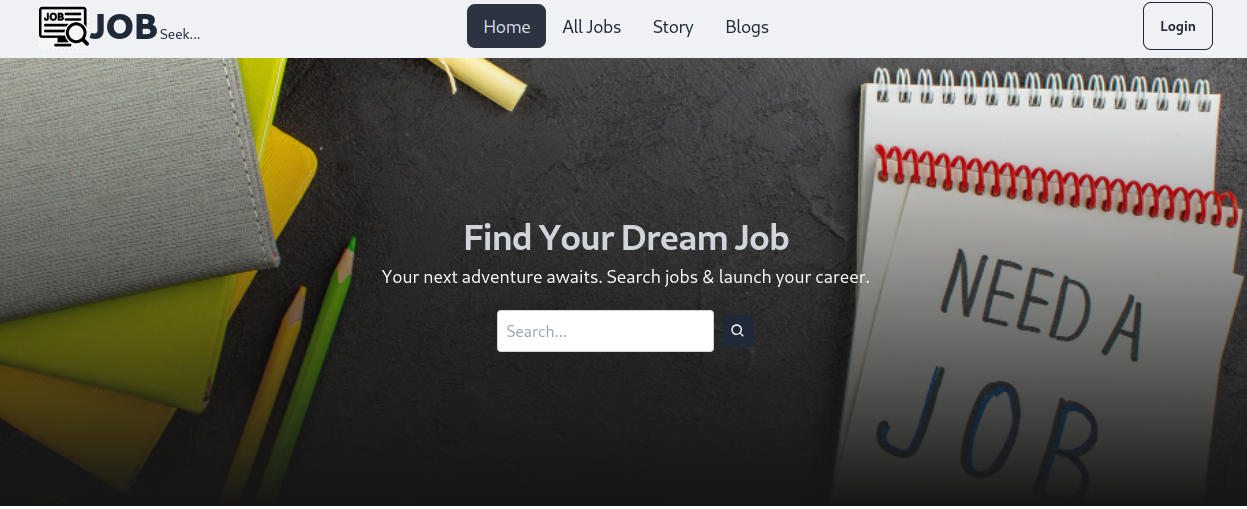 JOB
JOB Seek...
Home
All Jobs
Story
Blogs
Login
Find Your Dream Job
Your next adventure awaits. Search jobs & launch your career.
Search...
NEED A
JOB